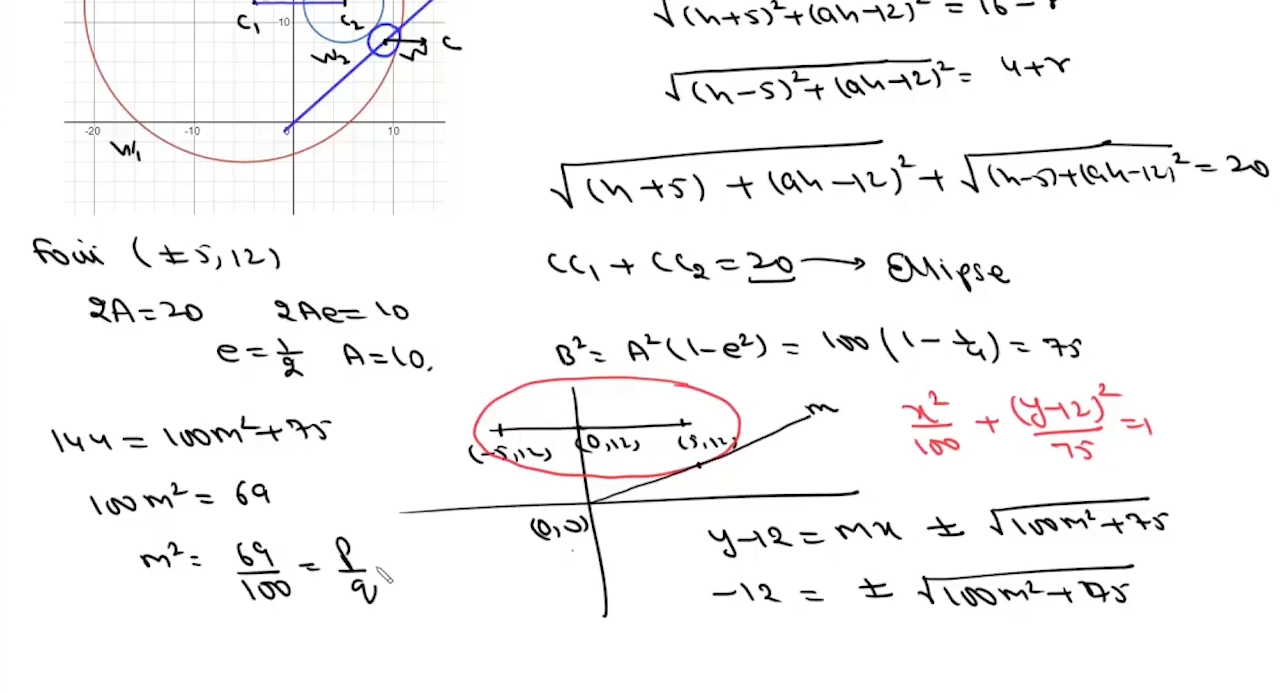 √(h+5)²+(ah-12)² = 16-r
C₁ 10 C₂
W₂ W C
√(h-5)²+(ah-12)² = 4+r
-20 -10 0 10
W₁
√(h+5)+(ah-12)² + √(h-5)+(ah-12)² = 20
Foci (±5,12)
CC₁ + CC₂ = 20 → Ellipse
2A=20 2Ae=10
e=1/2 A=10,
B² = A²(1-e²) = 100(1-1/4) = 75
m
x²/100 + (y-12)²/75 = 1
144 = 100m²+75
(-5,12) (0,12) (5,12)
100m² = 69
(0,0)
y-12 = mx ± √100m²+75
m² = 69/100 = p/q
-12 = ± √100m²+75